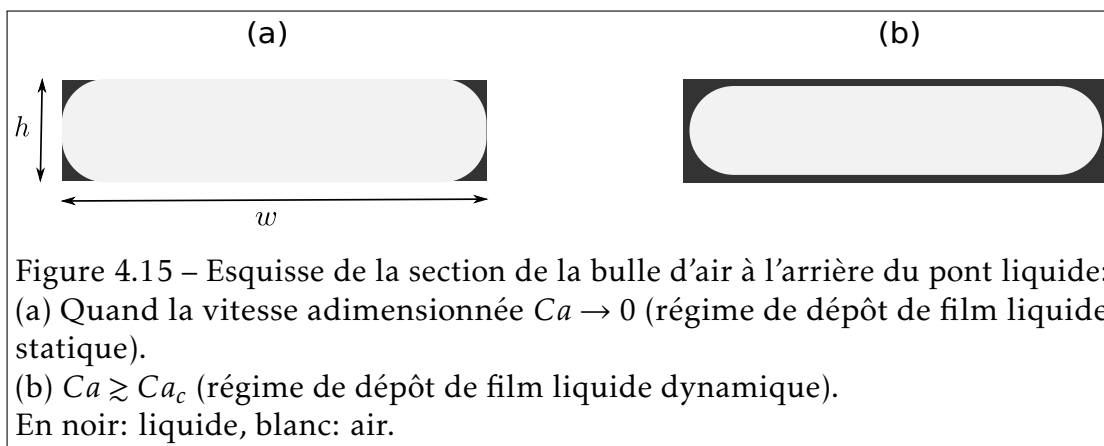 (a) (b)
h
w
Figure 4.15 – Esquisse de la section de la bulle d'air à l'arrière du pont liquide:
(a) Quand la vitesse adimensionnée Ca → 0 (régime de dépôt de film liquide
statique).
(b) Ca ≳ Ca_c (régime de dépôt de film liquide dynamique).
En noir: liquide, blanc: air.